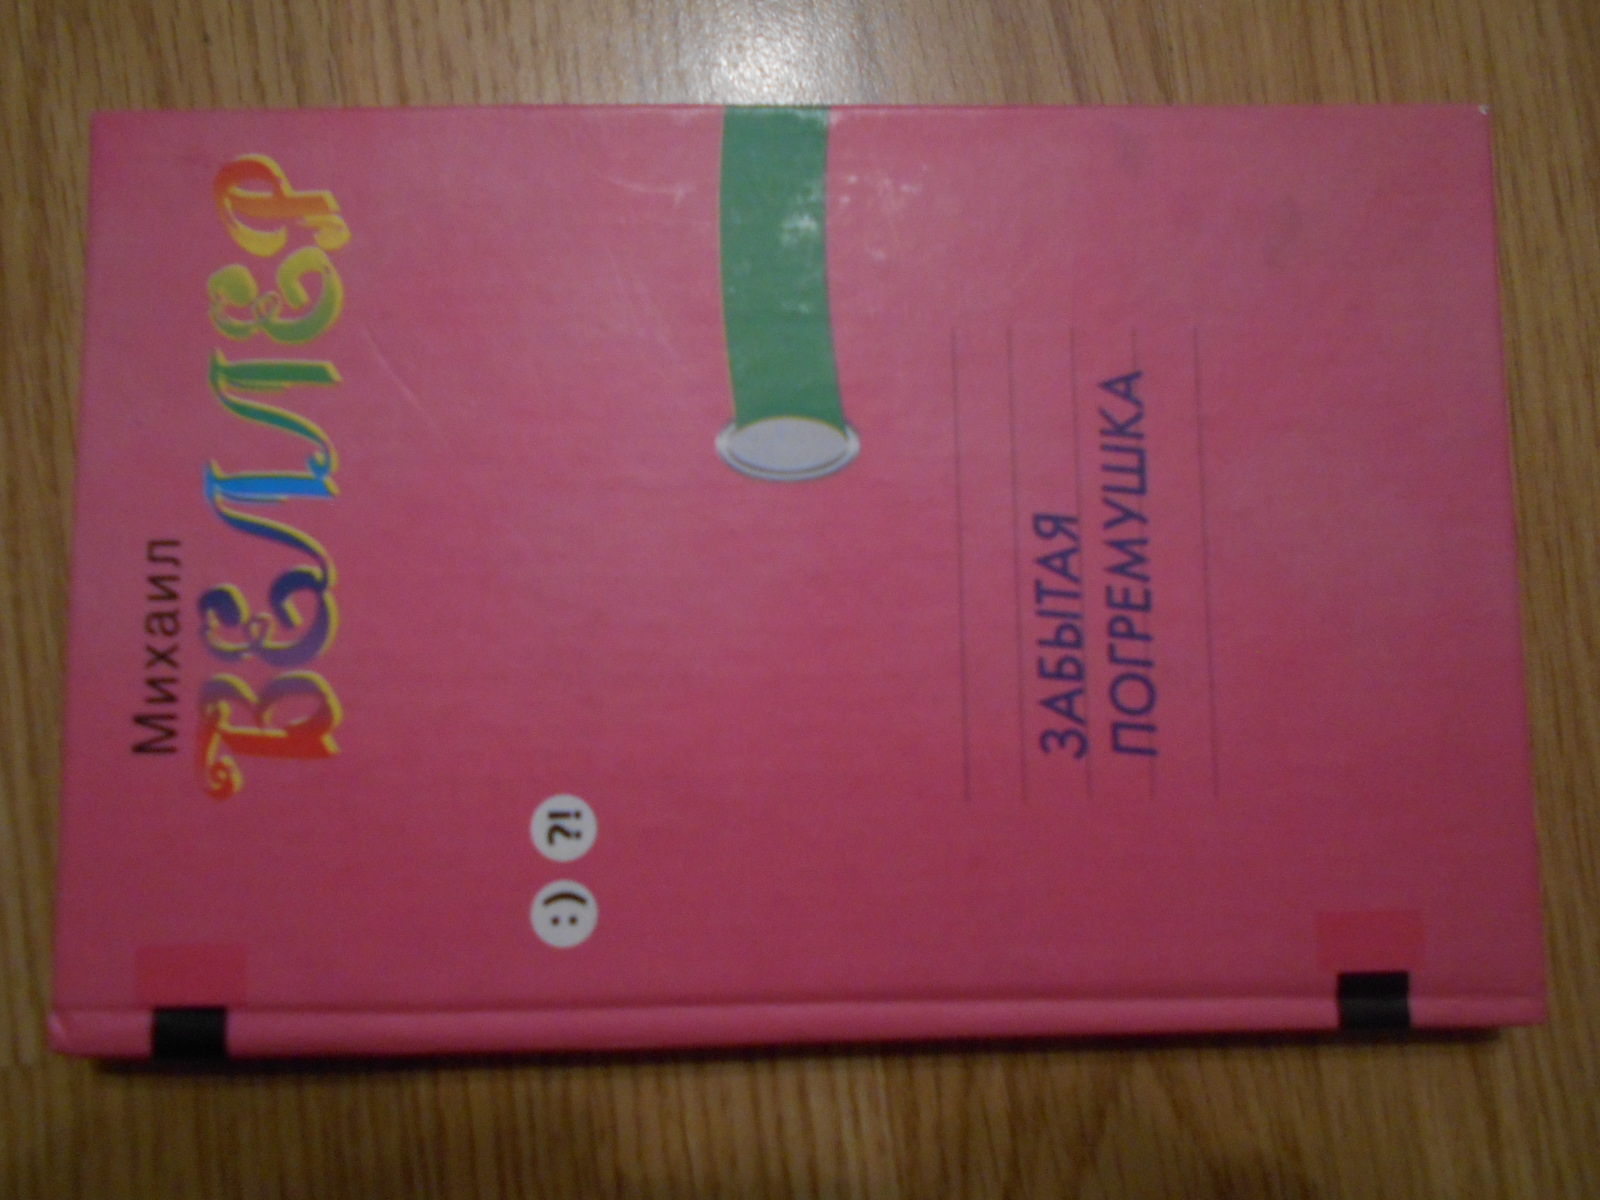 Михаил
ВЕЛЛЕР
:) ?!
ЗАБЫТАЯ
ПОГРЕМУШКА